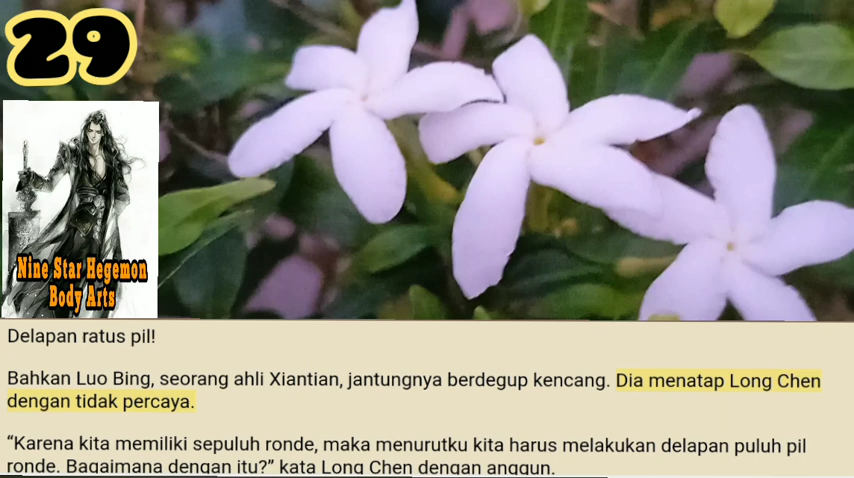 29
Nine Star Hegemon
Body Arts
Delapan ratus pil!
Bahkan Luo Bing, seorang ahli Xiantian, jantungnya berdegup kencang. Dia menatap Long Chen
dengan tidak percaya.
“Karena kita memiliki sepuluh ronde, maka menurutku kita harus melakukan delapan puluh pil
ronde. Bagaimana dengan itu?” kata Long Chen dengan anggun.